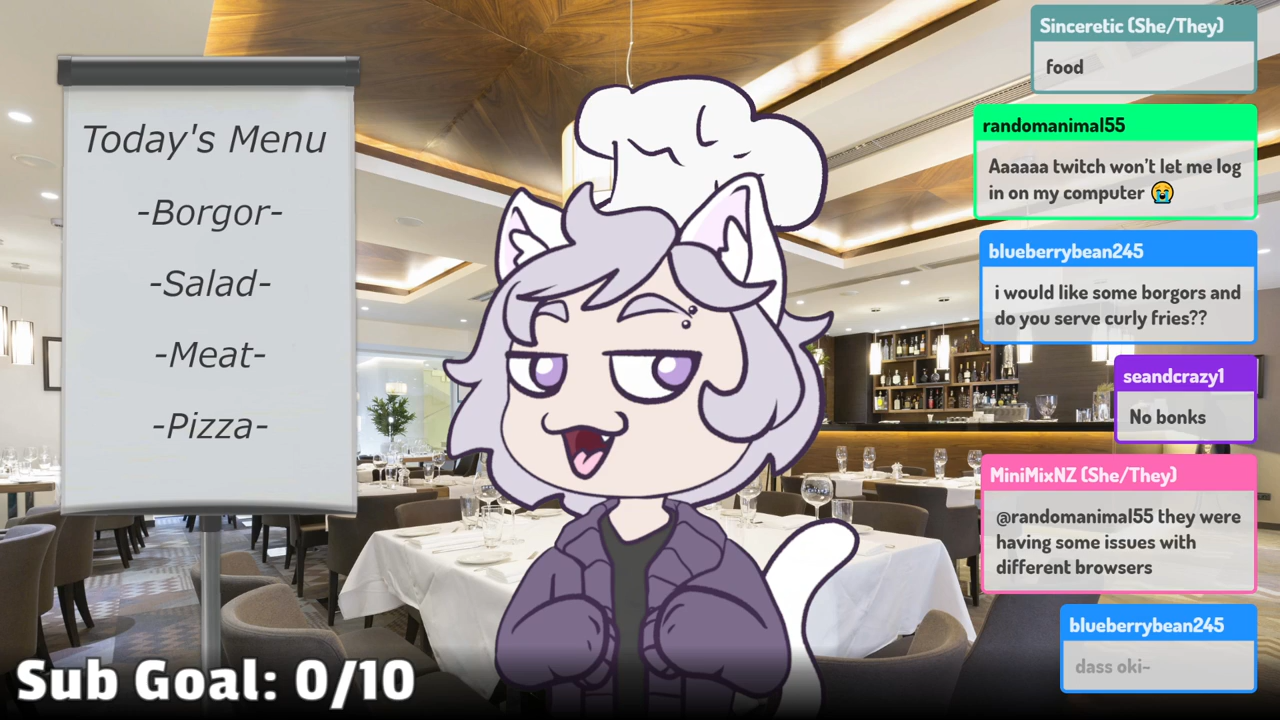 Today's Menu
-Borgor-
-Salad-
-Meat-
-Pizza-
Sub Goal: 0/10
Sinceretic (She/They)
food
randomanimal55
Aaaaaa twitch won't let me log
in on my computer 😭
blueberrybean245
i would like some borgors and
do you serve curly fries??
seandcrazy1
No bonks
MiniMixNZ (She/They)
@randomanimal55 they were
having some issues with
different browsers
blueberrybean245
dass oki-